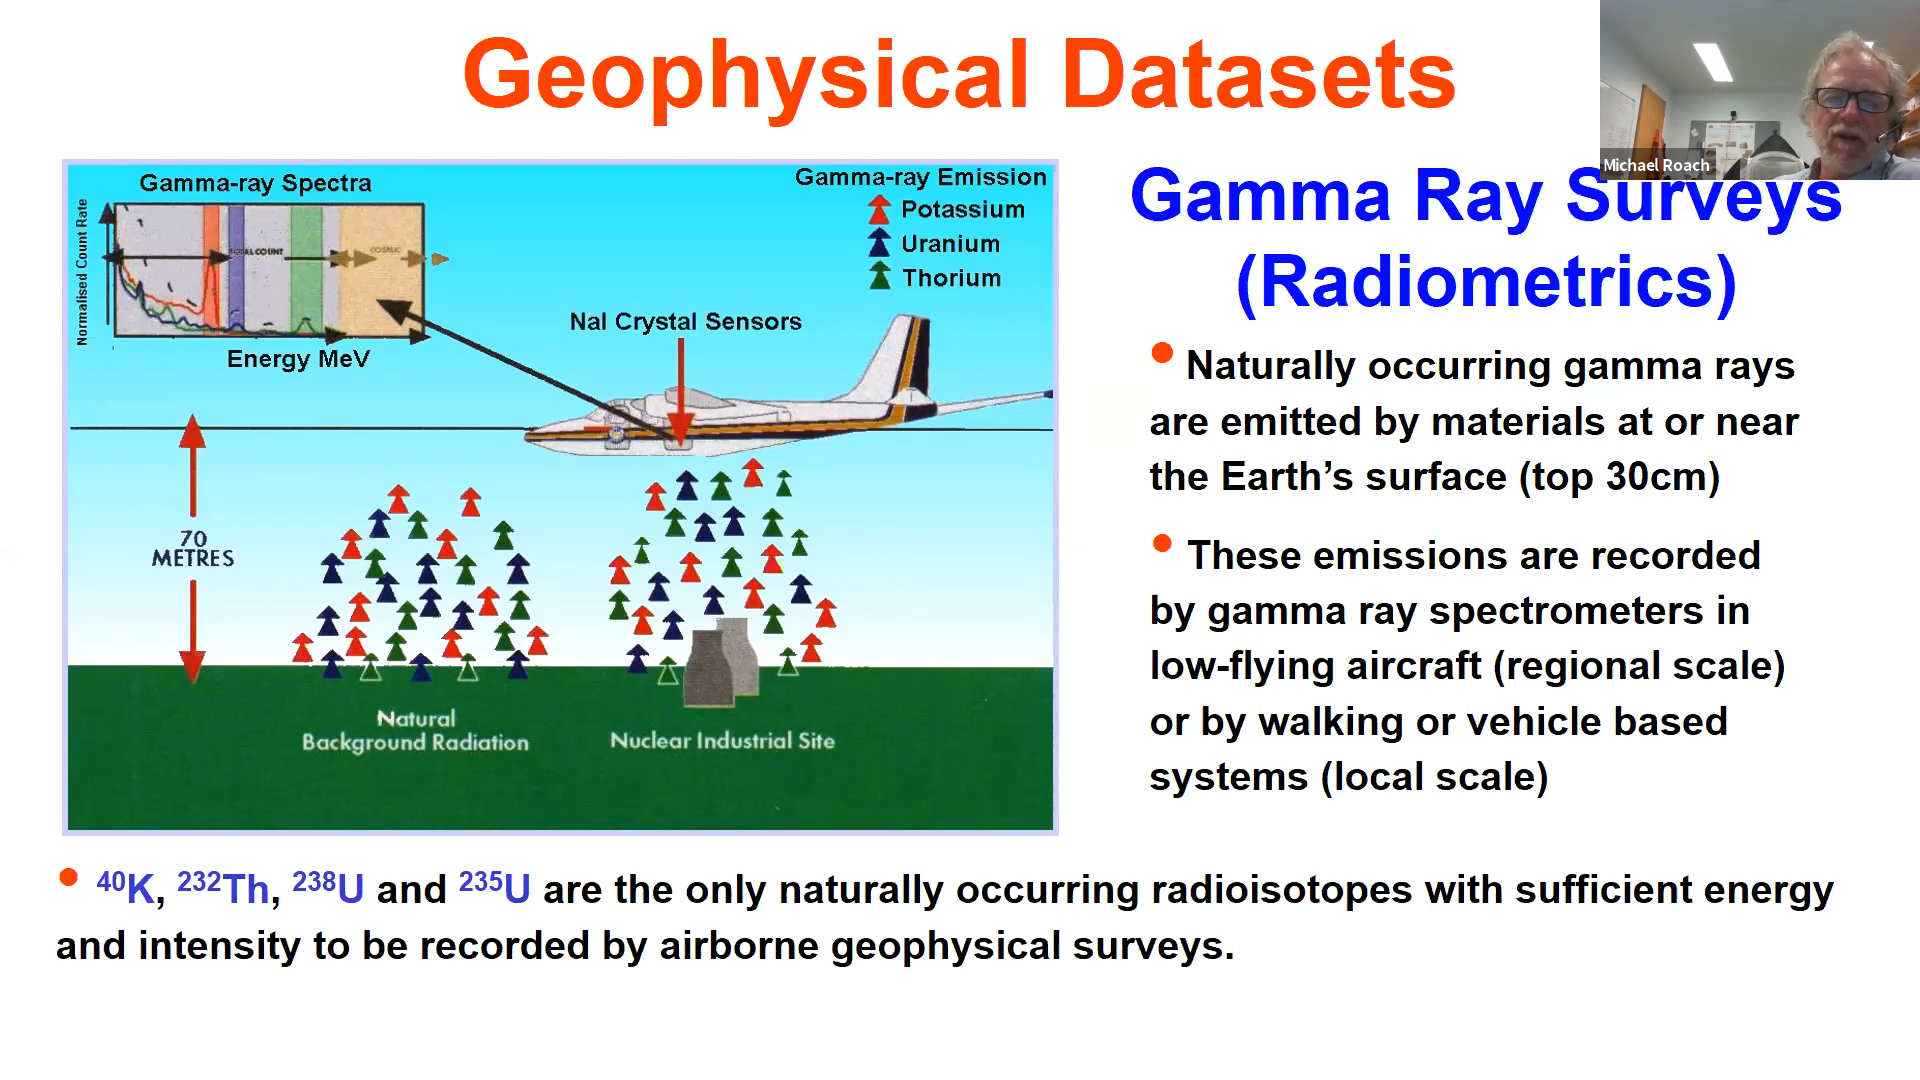 Geophysical Datasets
Michael Roach
Gamma-ray Spectra
Normalised Count Rate
TOTAL COUNT
COSMIC
Energy MeV
Gamma-ray Emission
Potassium
Uranium
Thorium
NaI Crystal Sensors
70
METRES
Natural
Background Radiation
Nuclear Industrial Site
Gamma Ray Surveys
(Radiometrics)
• Naturally occurring gamma rays
are emitted by materials at or near
the Earth’s surface (top 30cm)
• These emissions are recorded
by gamma ray spectrometers in
low-flying aircraft (regional scale)
or by walking or vehicle based
systems (local scale)
• ⁴⁰K, ²³²Th, ²³⁸U and ²³⁵U are the only naturally occurring radioisotopes with sufficient energy
and intensity to be recorded by airborne geophysical surveys.